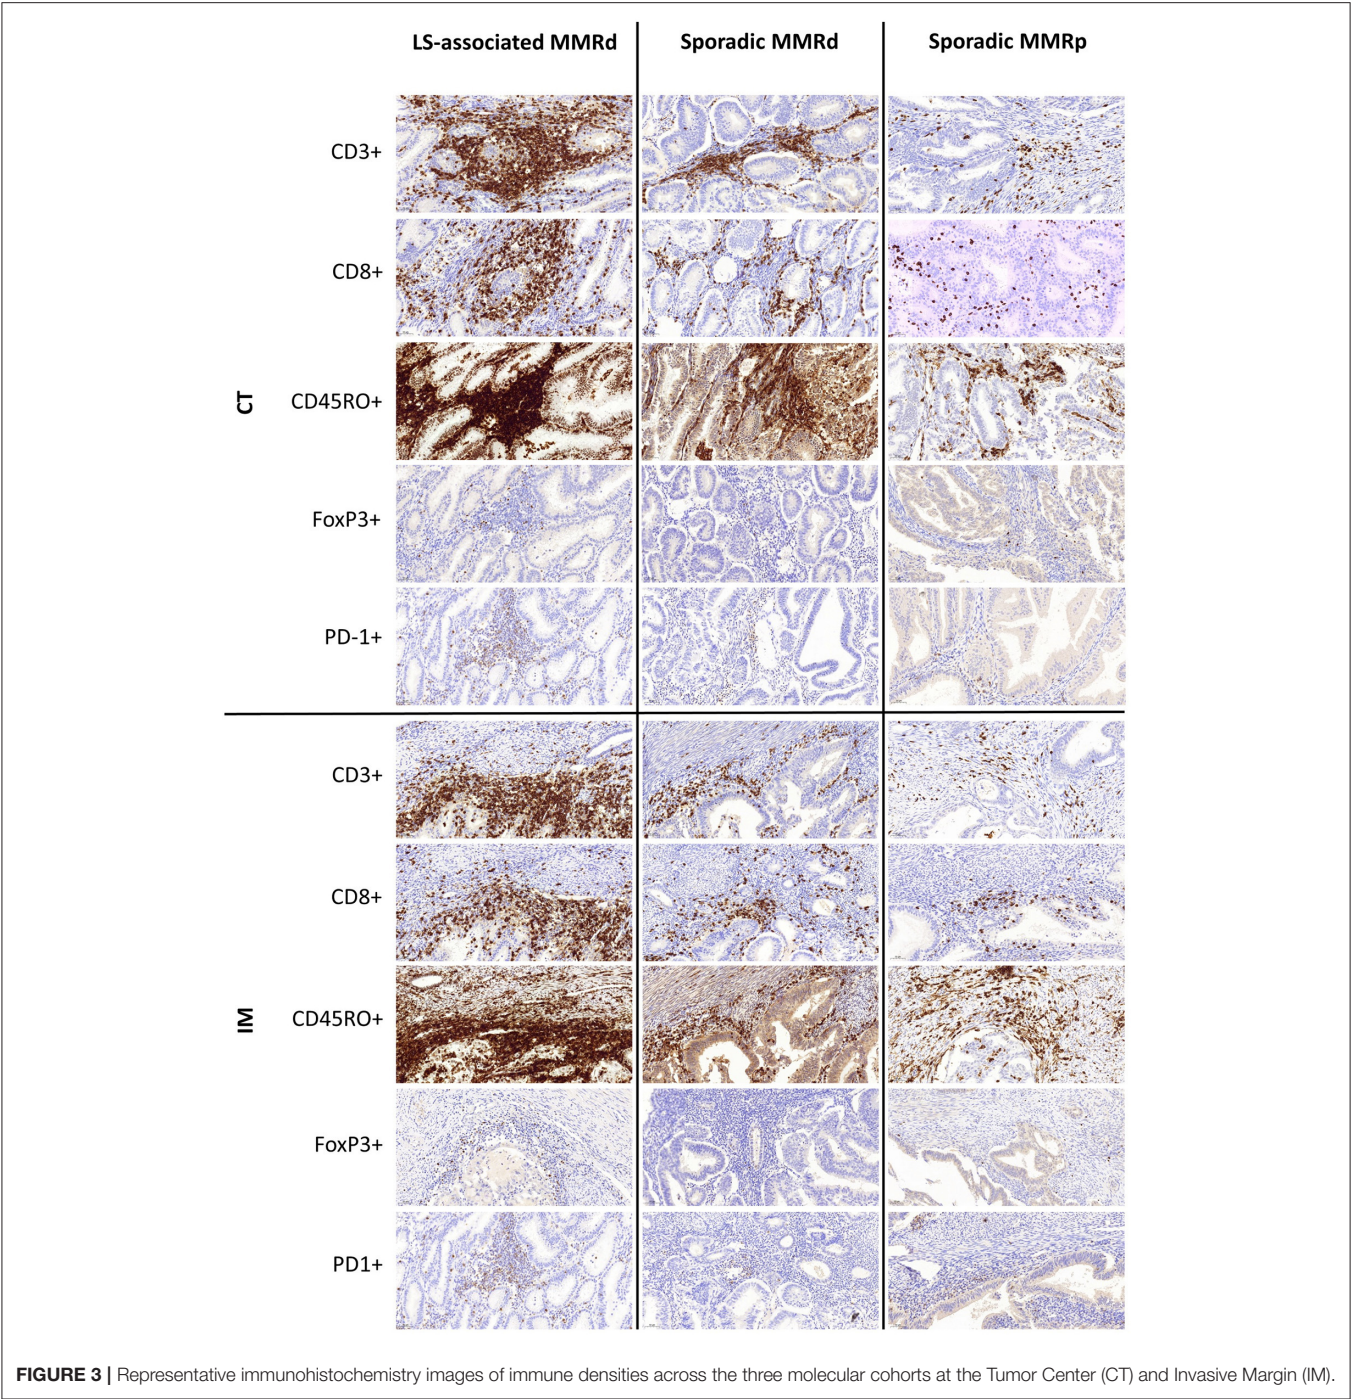 LS-associated MMRd
Sporadic MMRd
Sporadic MMRp
CT
CD3+
CD8+
CD45RO+
FoxP3+
PD-1+
IM
CD3+
CD8+
CD45RO+
FoxP3+
PD1+
FIGURE 3 | Representative immunohistochemistry images of immune densities across the three molecular cohorts at the Tumor Center (CT) and Invasive Margin (IM).